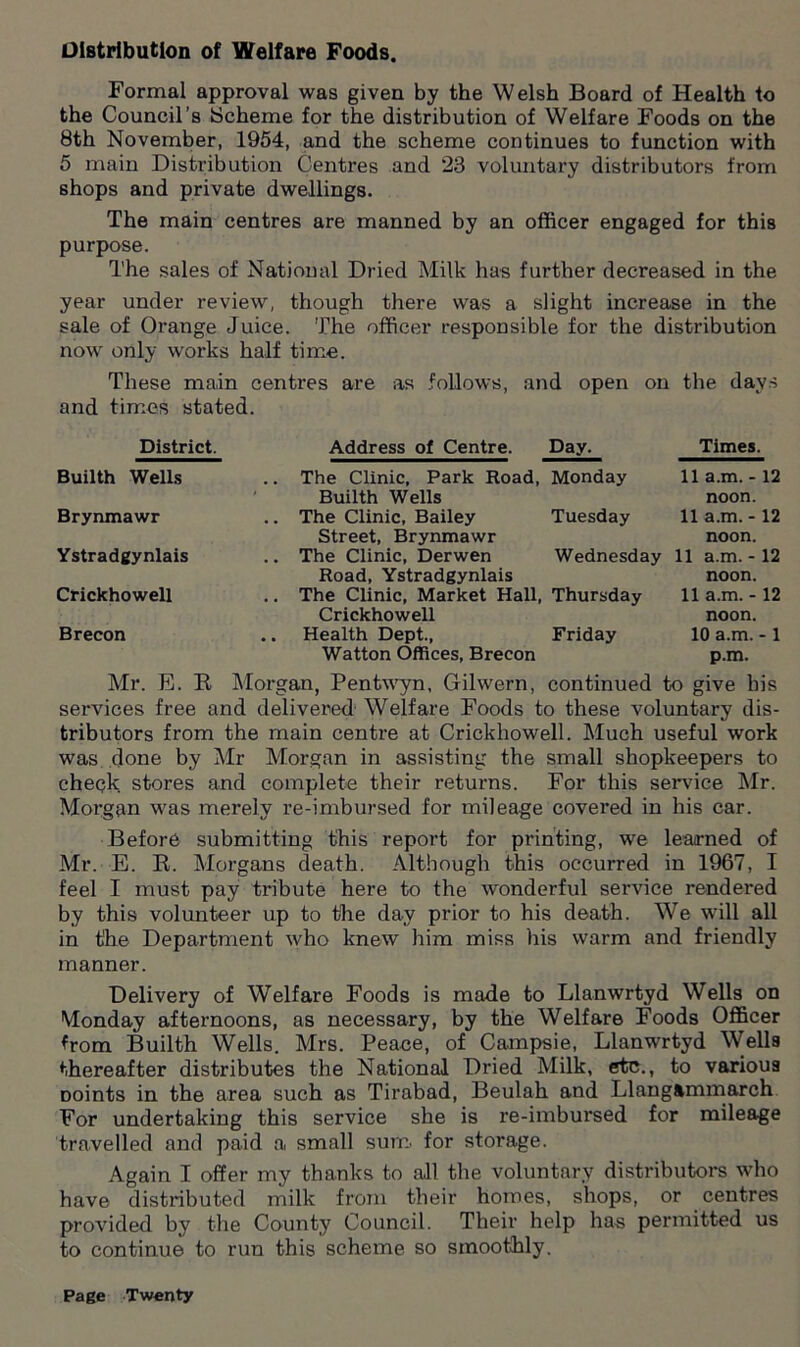 Distribution of Welfare Foods.
Formal approval was given by the Welsh Board of Health to
the Council's Scheme for the distribution of Welfare Foods on the
8th November, 1954, and the scheme continues to function with
5 main Distribution Centres and 23 voluntary distributors from
shops and private dwellings.
The main centres are manned by an officer engaged for this
purpose.
The sales of National Dried Milk has further decreased in the
year under review, though there was a slight increase in the
sale of Orange Juice. The officer responsible for the distribution
now only works half time.
These main centres are as follows, and open on the days
and times stated.
District. Address of Centre. Day. Times.
Builth Wells .. The Clinic, Park Road, Monday 11 a.m. - 12
Builth Wells noon.
Brynmawr .. The Clinic, Bailey Tuesday 11 a.m. - 12
Street, Brynmawr noon.
Ystradgynlais .. The Clinic, Derwen Wednesday 11 a.m. - 12
Road, Ystradgynlais noon.
Crickhowell .. The Clinic, Market Hall, Thursday 11 a.m. - 12
Crickhowell noon.
Brecon .. Health Dept., Friday 10 a.m. - 1
Watton Offices, Brecon p.m.
Mr. E. R Morgan, Pentwyn, Gilwern, continued to give his
services free and delivered Welfare Foods to these voluntary dis-
tributors from the main centre at Crickhowell. Much useful work
was done by Mr Morgan in assisting the small shopkeepers to
check stores and complete their returns. For this service Mr.
Morgan was merely re-imbursed for mileage covered in his car.
Before submitting this report for printing, we learned of
Mr. E. R. Morgans death. Although this occurred in 1967, I
feel I must pay tribute here to the wonderful service rendered
by this volunteer up to the day prior to his death. We will all
in the Department who knew him miss his warm and friendly
manner.
Delivery of Welfare Foods is made to Llanwrtyd Wells on
Monday afternoons, as necessary, by the Welfare Foods Officer
from Builth Wells. Mrs. Peace, of Campsie, Llanwrtyd Wells
thereafter distributes the National Dried Milk, etc., to various
points in the area such as Tirabad, Beulah and Llangammarch
For undertaking this service she is re-imbursed for mileage
travelled and paid a small sum for storage.
Again I offer my thanks to all the voluntary distributors who
have distributed milk from their homes, shops, or centres
provided by the County Council. Their help has permitted us
to continue to run this scheme so smoothly.
Page Twenty